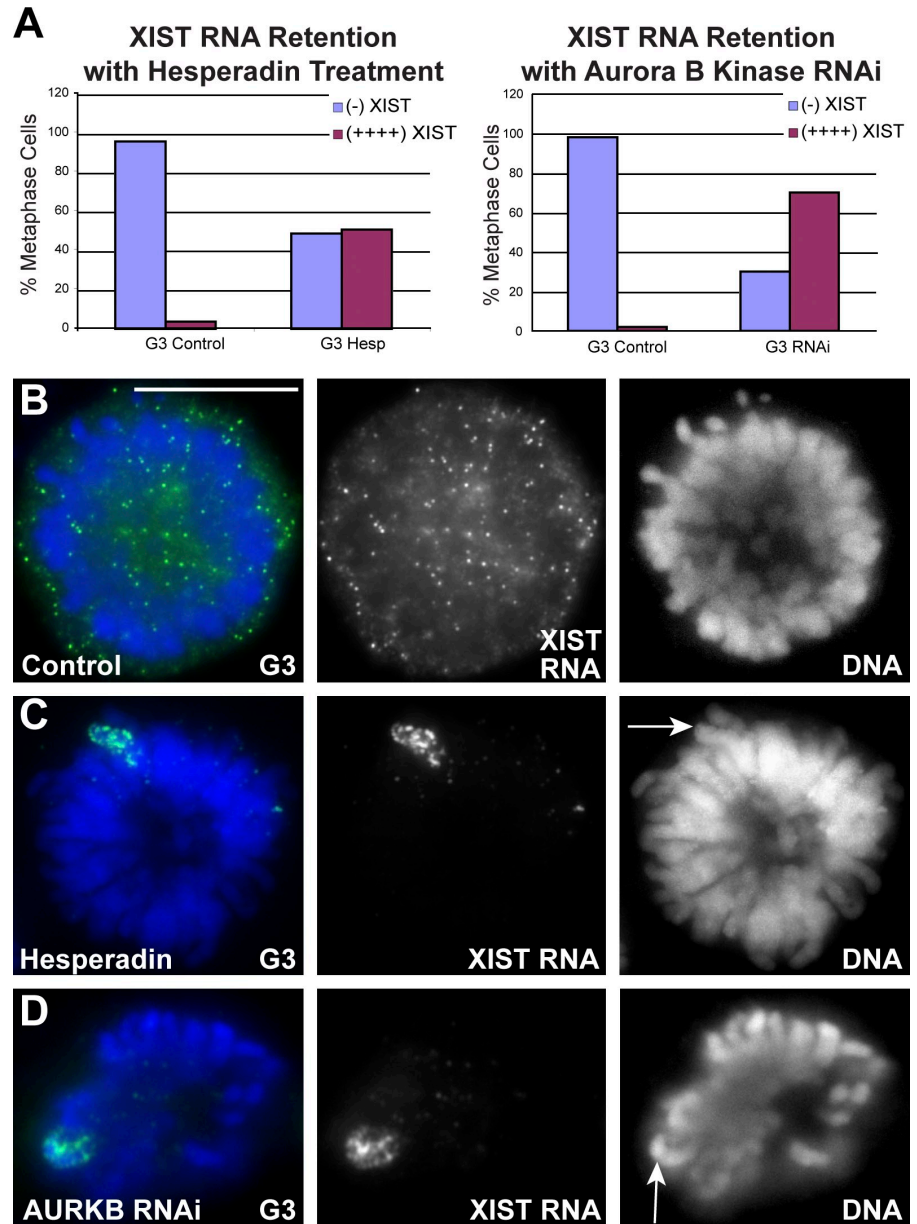 A
XIST RNA Retention
with Hesperadin Treatment
120
100
80
60
40
20
0
% Metaphase Cells
(-) XIST
(++++) XIST
G3 Control
G3 Hesp
XIST RNA Retention
with Aurora B Kinase RNAi
120
100
80
60
40
20
0
% Metaphase Cells
(-) XIST
(++++) XIST
G3 Control
G3 RNAi
B
Control
G3
XIST
RNA
DNA
C
Hesperadin
G3
XIST RNA
DNA
D
AURKB RNAi
G3
XIST RNA
DNA